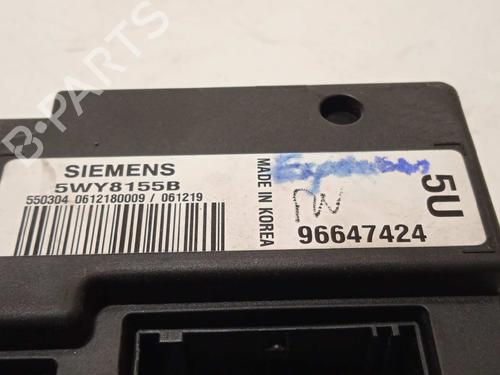 SIEMENS
5WY8155B
550304 0612180009 / 061219
MADE IN KOREA
5U
96647424
B-PARTS